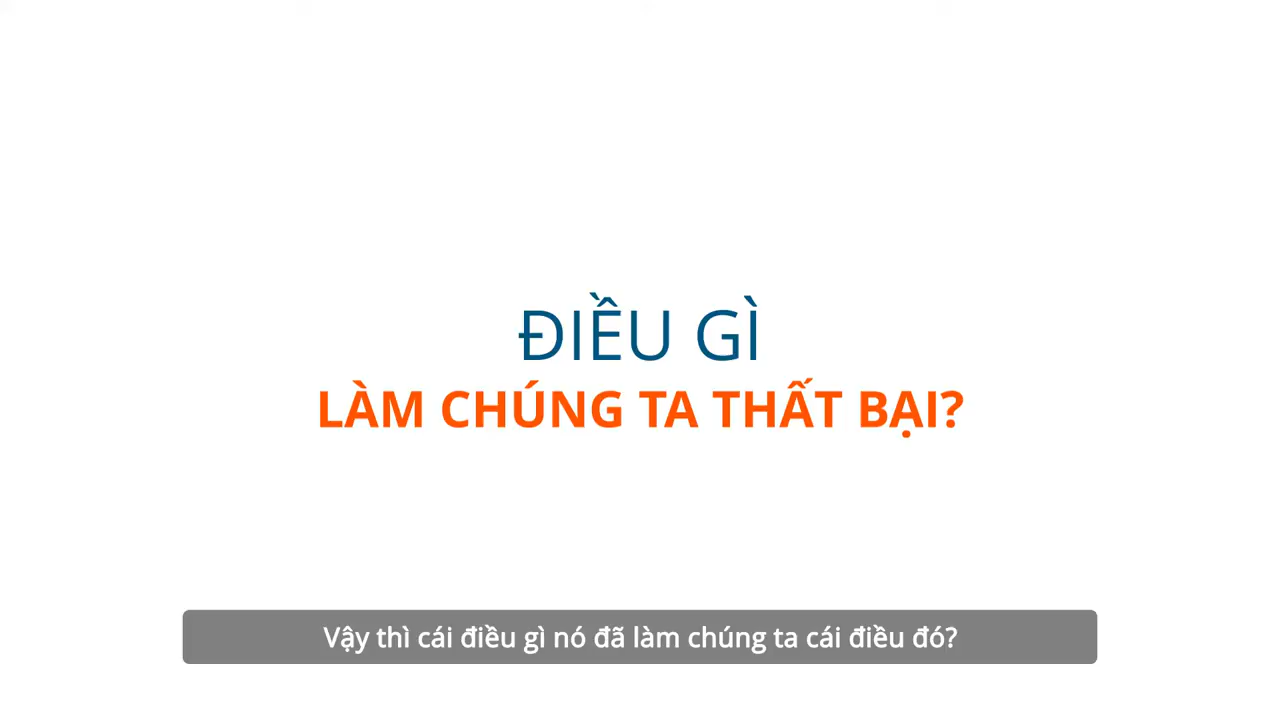 ĐIỀU GÌ
LÀM CHÚNG TA THẤT BẠI?
Vậy thì cái điều gì nó đã làm chúng ta cái điều đó?